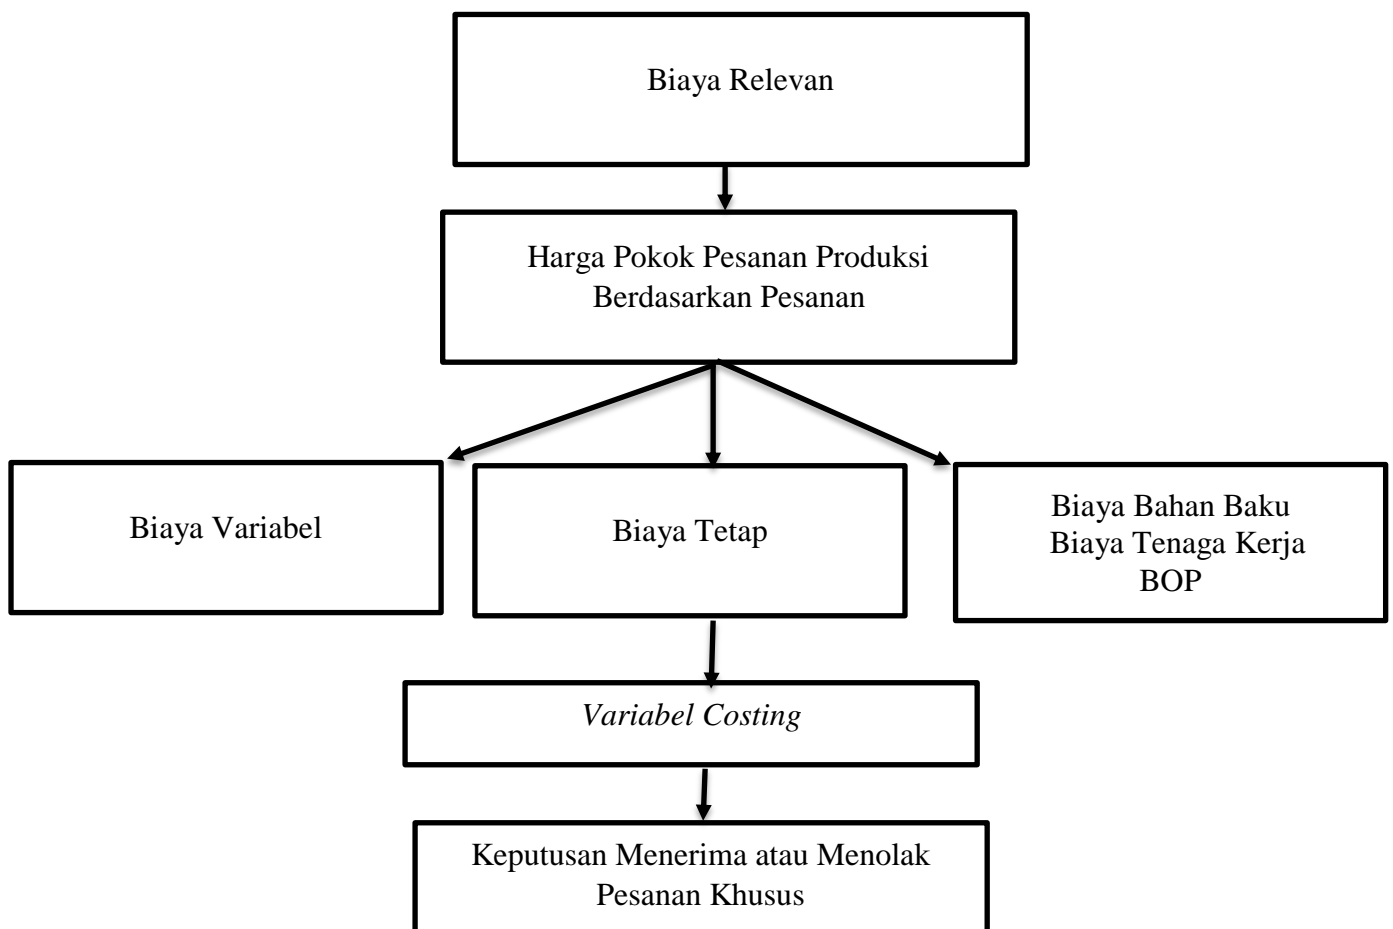 Biaya Relevan
Harga Pokok Pesanan Produksi
Berdasarkan Pesanan
Biaya Variabel
Biaya Tetap
Biaya Bahan Baku
Biaya Tenaga Kerja
BOP
Variabel Costing
Keputusan Menerima atau Menolak
Pesanan Khusus